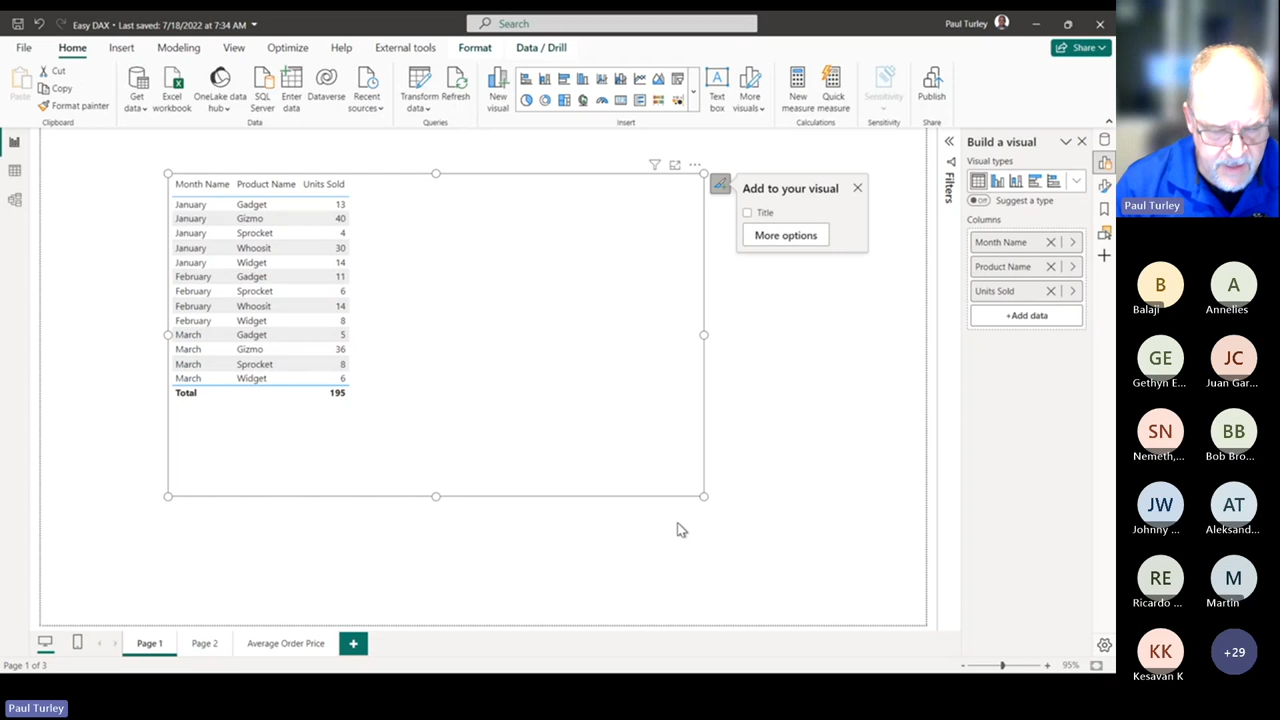 Easy DAX • Last saved: 7/18/2022 at 7:34 AM
Search
Paul Turley
File Home Insert Modeling View Optimize Help External tools Format Data / Drill
Share
Paste
Cut
Copy
Format painter
Clipboard
Get data
Excel workbook
OneLake data hub
SQL Server
Enter data
Dataverse
Recent sources
Data
Transform data
Refresh
Queries
New visual
Text box
More visuals
Insert
New measure
Quick measure
Calculations
Sensitivity
Sensitivity
Publish
Share
Month Name Product Name Units Sold
January Gadget 13
January Gizmo 40
January Sprocket 4
January Whoosit 30
January Widget 14
February Gadget 11
February Sprocket 6
February Whoosit 14
February Widget 8
March Gadget 5
March Gizmo 36
March Sprocket 8
March Widget 6
Total 195
Add to your visual
Title
More options
Filters
Build a visual
Visual types
Off Suggest a type
Columns
Month Name
Product Name
Units Sold
+Add data
Page 1 Page 2 Average Order Price
Page 1 of 3
95%
Paul Turley
B
Balaji
A
Annelies
GE
Gethyn E...
JC
Juan Gar...
SN
Nemeth,...
BB
Bob Bro...
JW
Johnny ...
AT
Aleksand...
RE
Ricardo ...
M
Martin
KK
Kesavan K
+29
Paul Turley